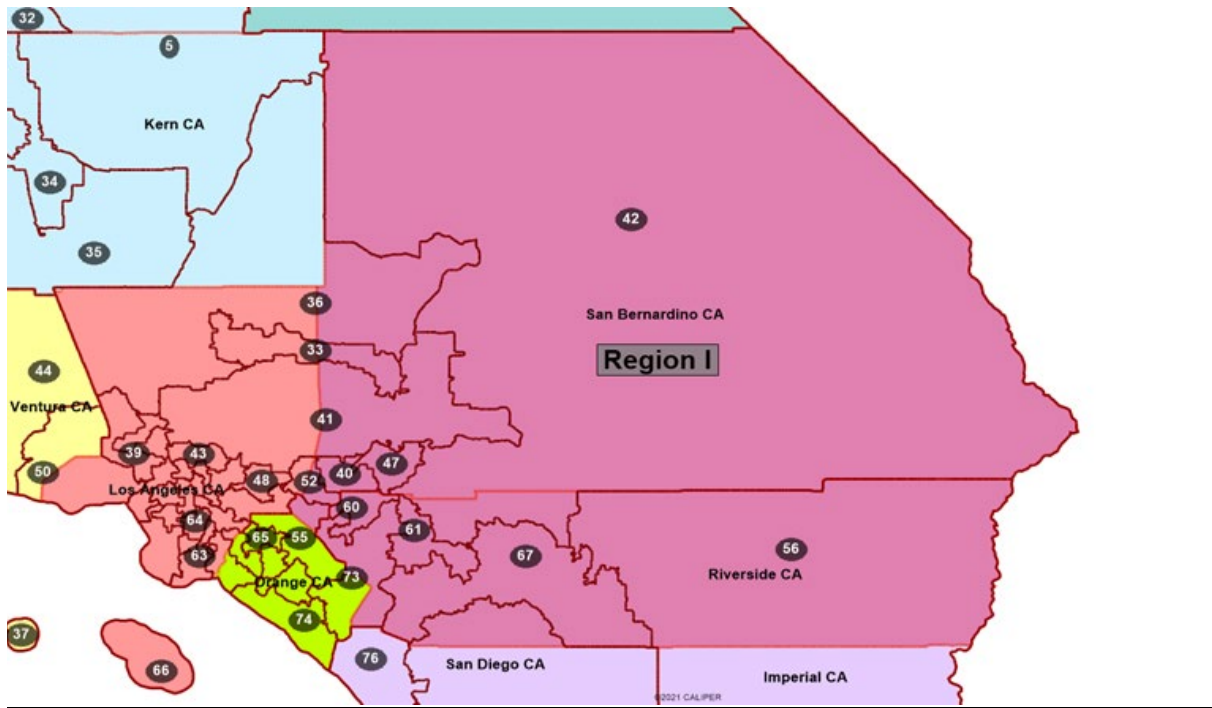 32
5
Kern CA
34
42
35
36
San Bernardino CA
33
Region I
44
Ventura CA
41
39
43
47
50
48
52
40
Los Angeles CA
60
64
61
65
55
56
63
67
Riverside CA
73
Orange CA
74
37
76
San Diego CA
66
Imperial CA
©2021 CALIPER